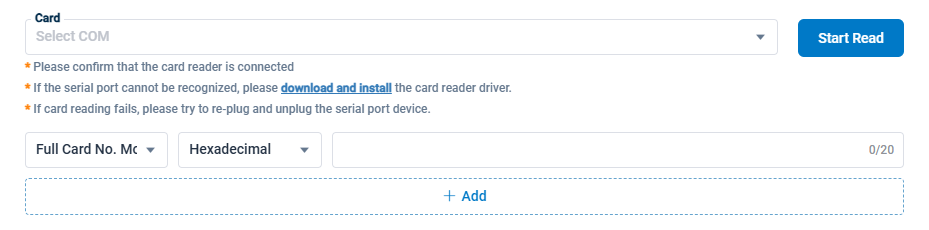 Card
Select COM
Start Read
* Please confirm that the card reader is connected
* If the serial port cannot be recognized, please download and install the card reader driver.
* If card reading fails, please try to re-plug and unplug the serial port device.
Full Card No. Mc Hexadecimal 0/20
+ Add